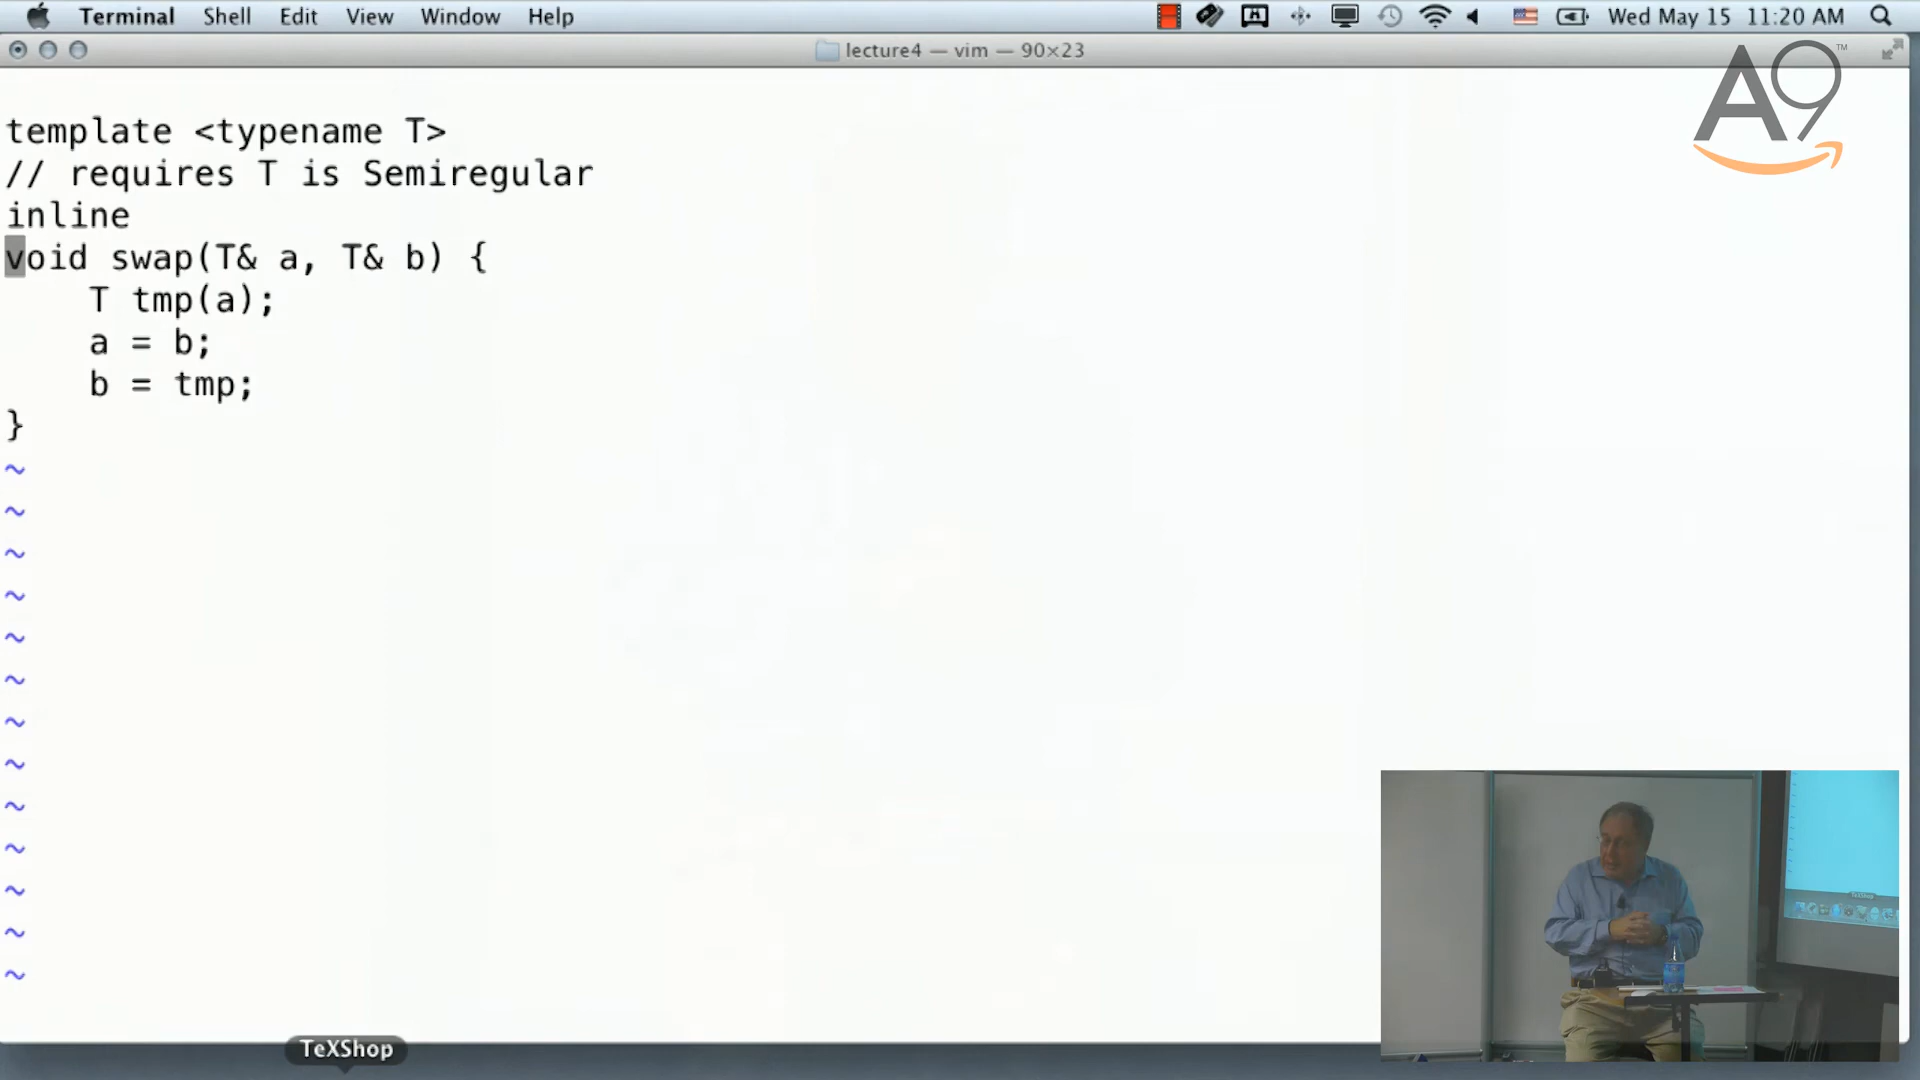 Terminal Shell Edit View Window Help Wed May 15 11:20 AM
lecture4 — vim — 90×23
A9™
template <typename T>
// requires T is Semiregular
inline
void swap(T& a, T& b) {
T tmp(a);
a = b;
b = tmp;
}
~
~
~
~
~
~
~
~
~
~
~
~
~
TeXShop